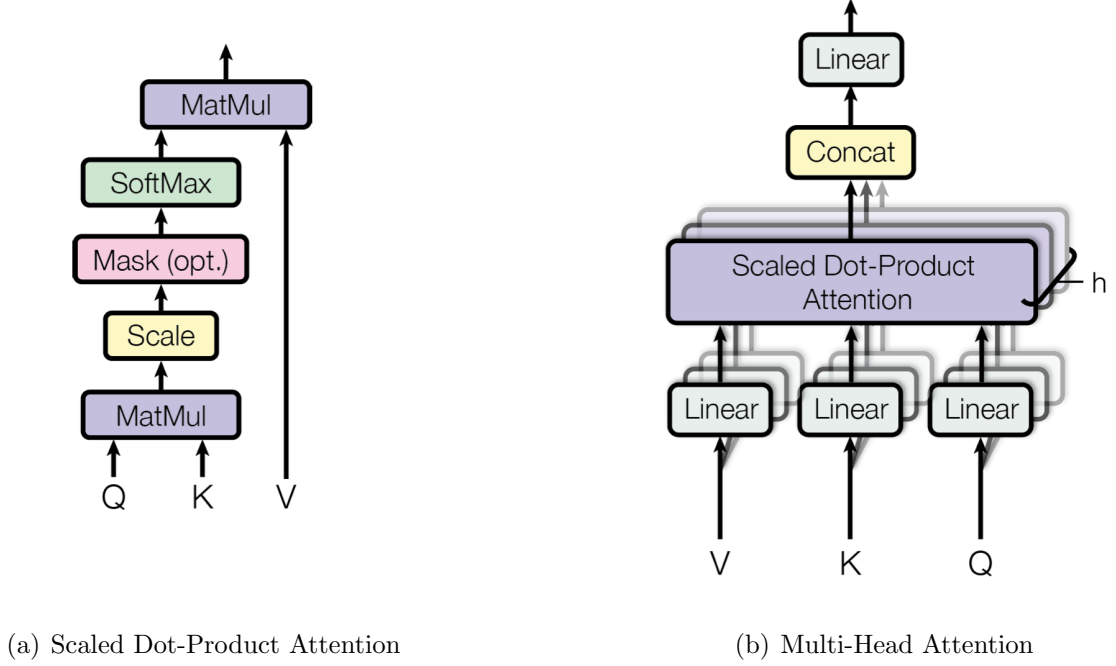 MatMul
SoftMax
Mask (opt.)
Scale
MatMul
Q K V
(a) Scaled Dot-Product Attention
Linear
Concat
Scaled Dot-Product
Attention
h
Linear Linear Linear
V K Q
(b) Multi-Head Attention